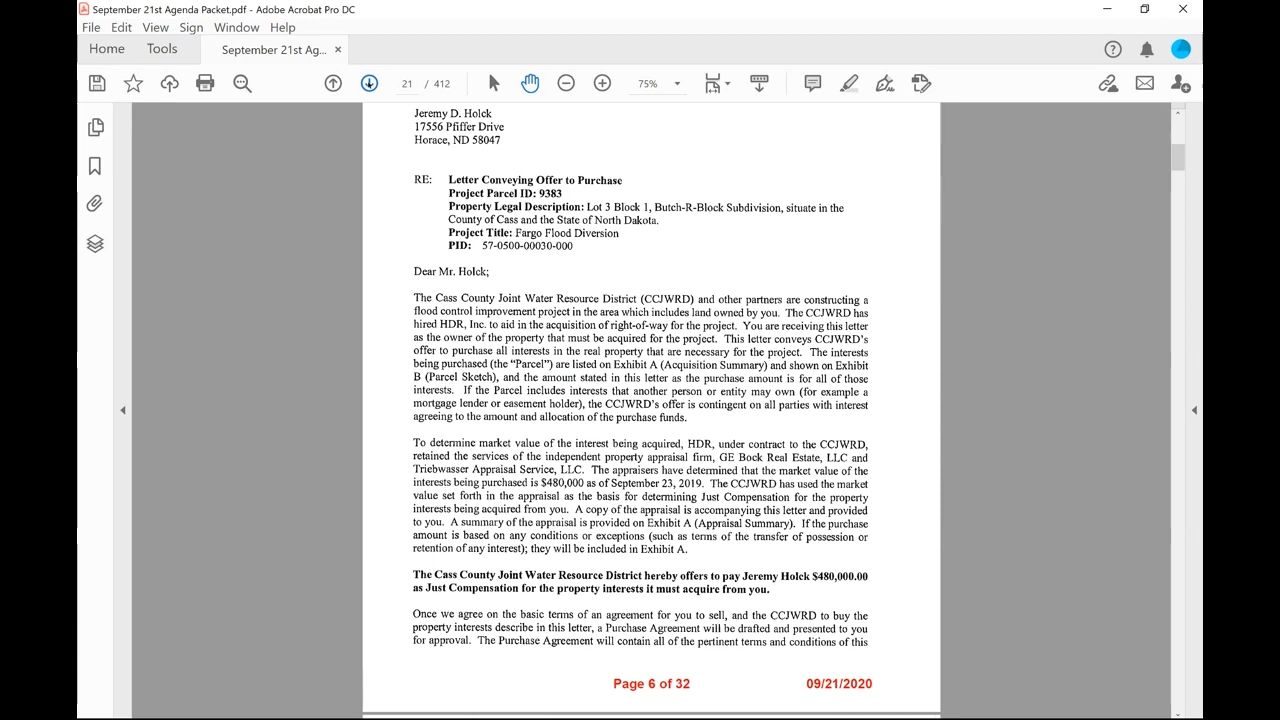 September 21st Agenda Packet.pdf - Adobe Acrobat Pro DC
File Edit View Sign Window Help
Home Tools September 21st Ag... ×
21 / 412 75%
Jeremy D. Holck
17556 Pfiffer Drive
Horace, ND 58047
RE: Letter Conveying Offer to Purchase
Project Parcel ID: 9383
Property Legal Description: Lot 3 Block 1, Butch-R-Block Subdivision, situate in the
County of Cass and the State of North Dakota.
Project Title: Fargo Flood Diversion
PID: 57-0500-00030-000
Dear Mr. Holck;
The Cass County Joint Water Resource District (CCJWRD) and other partners are constructing a
flood control improvement project in the area which includes land owned by you. The CCJWRD has
hired HDR, Inc. to aid in the acquisition of right-of-way for the project. You are receiving this letter
as the owner of the property that must be acquired for the project. This letter conveys CCJWRD's
offer to purchase all interests in the real property that are necessary for the project. The interests
being purchased (the "Parcel") are listed on Exhibit A (Acquisition Summary) and shown on Exhibit
B (Parcel Sketch), and the amount stated in this letter as the purchase amount is for all of those
interests. If the Parcel includes interests that another person or entity may own (for example a
mortgage lender or easement holder), the CCJWRD's offer is contingent on all parties with interest
agreeing to the amount and allocation of the purchase funds.
To determine market value of the interest being acquired, HDR, under contract to the CCJWRD,
retained the services of the independent property appraisal firm, GE Bock Real Estate, LLC and
Triebwasser Appraisal Service, LLC. The appraisers have determined that the market value of the
interests being purchased is $480,000 as of September 23, 2019. The CCJWRD has used the market
value set forth in the appraisal as the basis for determining Just Compensation for the property
interests being acquired from you. A copy of the appraisal is accompanying this letter and provided
to you. A summary of the appraisal is provided on Exhibit A (Appraisal Summary). If the purchase
amount is based on any conditions or exceptions (such as terms of the transfer of possession or
retention of any interest); they will be included in Exhibit A.
The Cass County Joint Water Resource District hereby offers to pay Jeremy Holck $480,000.00
as Just Compensation for the property interests it must acquire from you.
Once we agree on the basic terms of an agreement for you to sell, and the CCJWRD to buy the
property interests describe in this letter, a Purchase Agreement will be drafted and presented to you
for approval. The Purchase Agreement will contain all of the pertinent terms and conditions of this
Page 6 of 32 09/21/2020